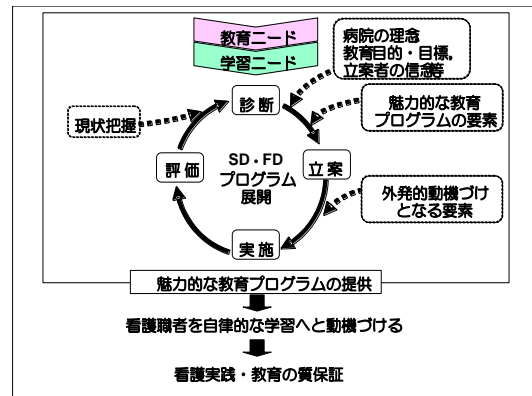 教育ニード
学習ニード
病院の理念
教育目的・目標,
立案者の信念等
診断
魅力的な教育
プログラムの要素
現状把握
評価
SD・FD
プログラム
展開
立案
外発的動機づけ
となる要素
実施
魅力的な教育プログラムの提供
看護職者を自律的な学習へと動機づける
看護実践・教育の質保証